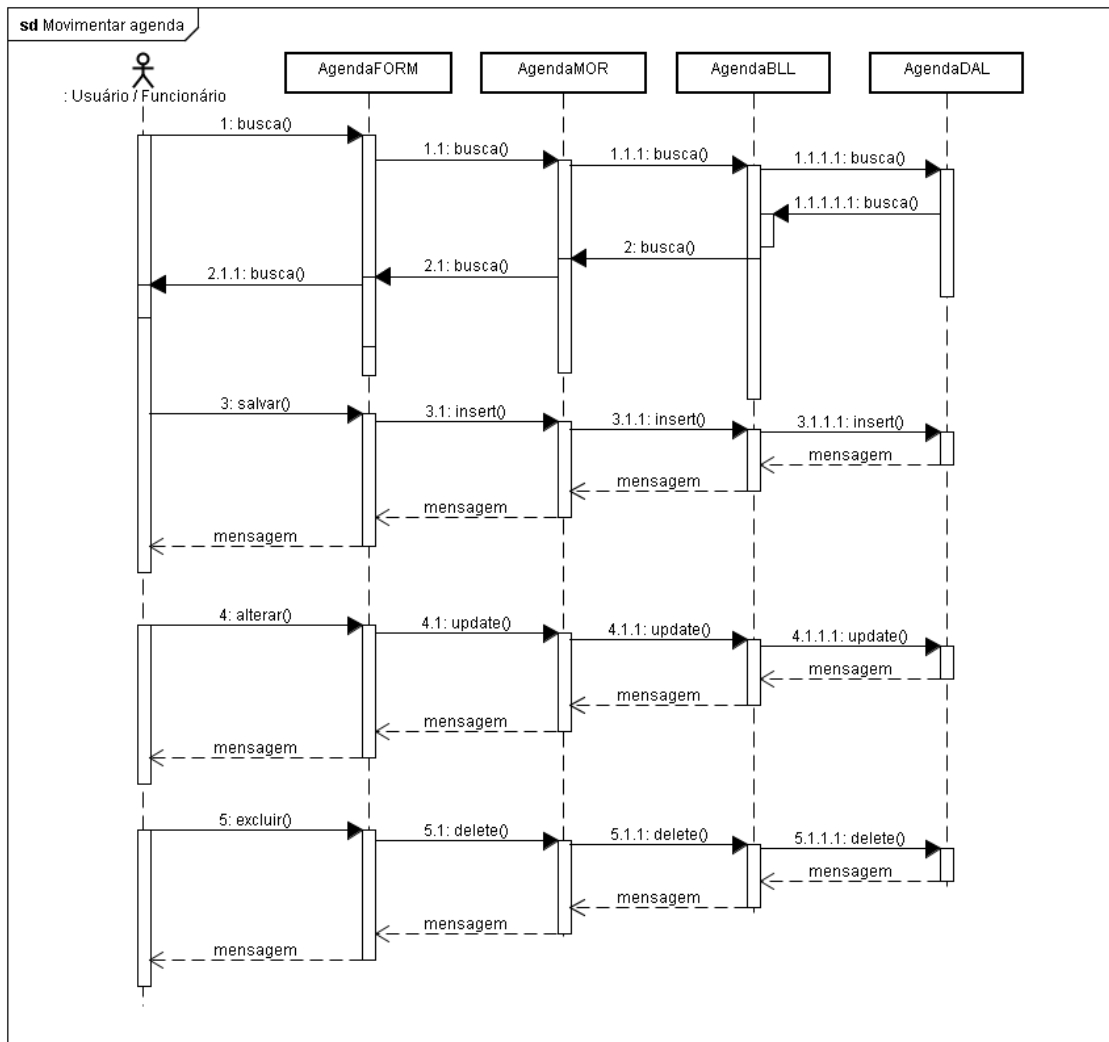 sd Movimentar agenda
: Usuário / Funcionário
AgendaFORM
AgendaMOR
AgendaBLL
AgendaDAL
1: busca()
1.1: busca()
1.1.1: busca()
1.1.1.1: busca()
1.1.1.1.1: busca()
2: busca()
2.1: busca()
2.1.1: busca()
3: salvar()
3.1: insert()
3.1.1: insert()
3.1.1.1: insert()
mensagem
mensagem
mensagem
mensagem
4: alterar()
4.1: update()
4.1.1: update()
4.1.1.1: update()
mensagem
mensagem
mensagem
mensagem
5: excluir()
5.1: delete()
5.1.1: delete()
5.1.1.1: delete()
mensagem
mensagem
mensagem
mensagem